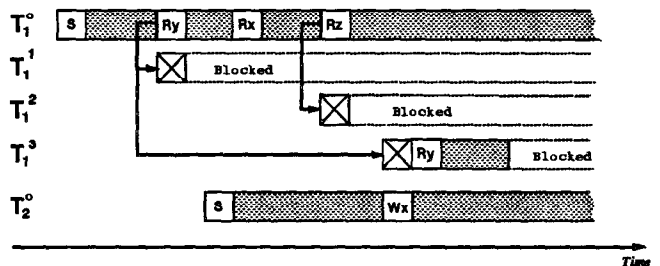 T₁⁰ S Ry Rx Rz
T₁¹ Blocked
T₁² Blocked
T₁³ Ry Blocked
T₂⁰ S Wx
Time